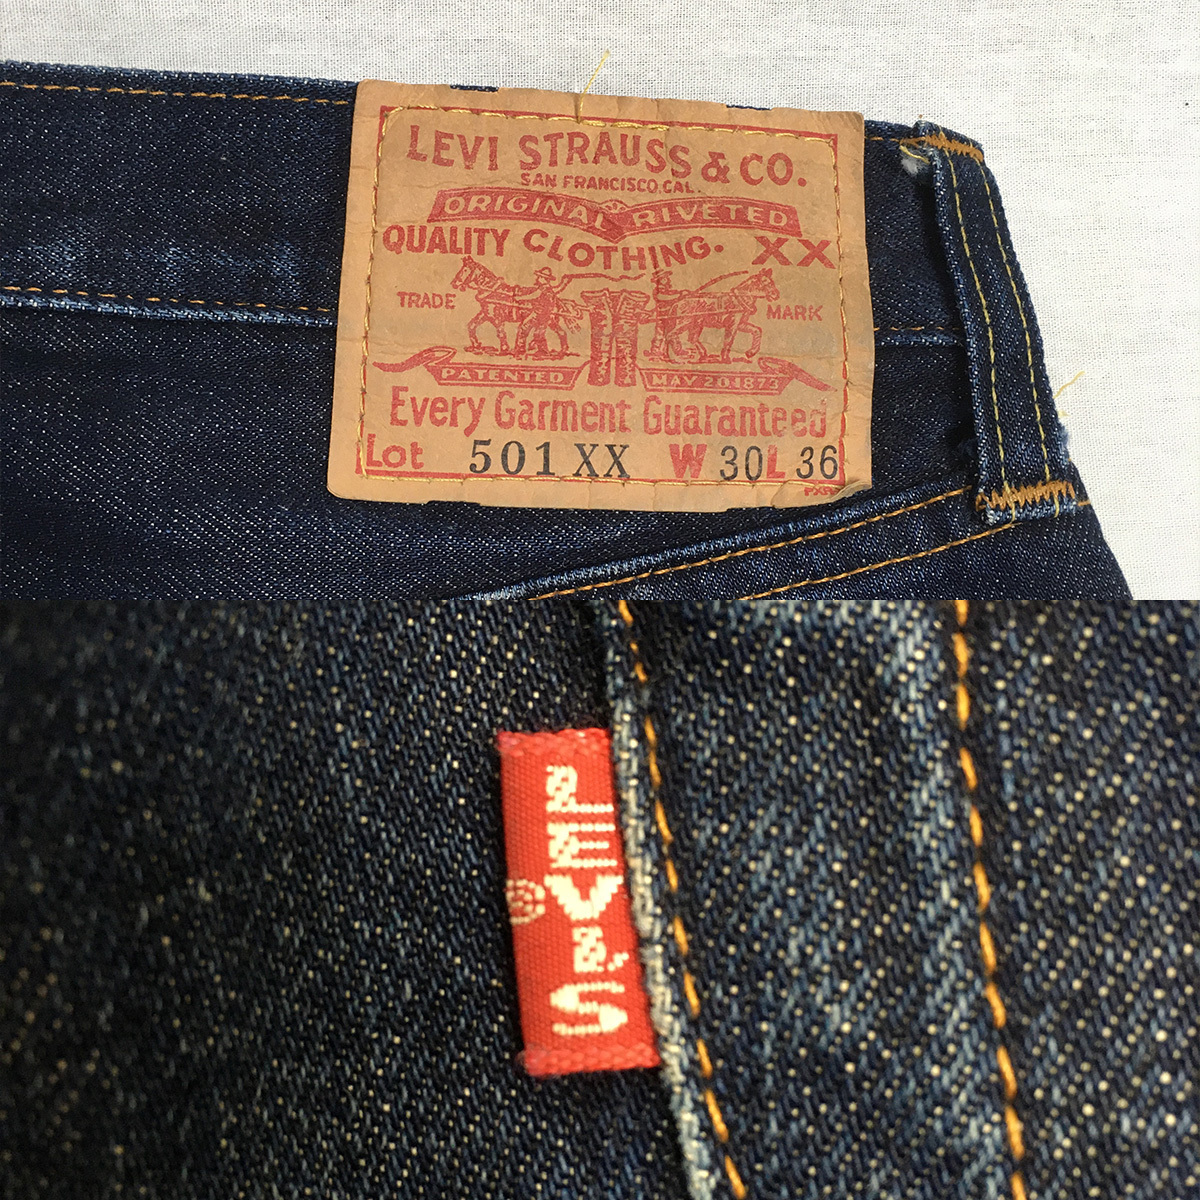 LEVI STRAUSS & CO.
SAN FRANCISCO, CAL.
ORIGINAL RIVETED
QUALITY CLOTHING. XX
TRADE MARK
PATENTED MAY 20 1873
Every Garment Guaranteed
Lot 501 XX W 30 L 36
LEVI'S
®